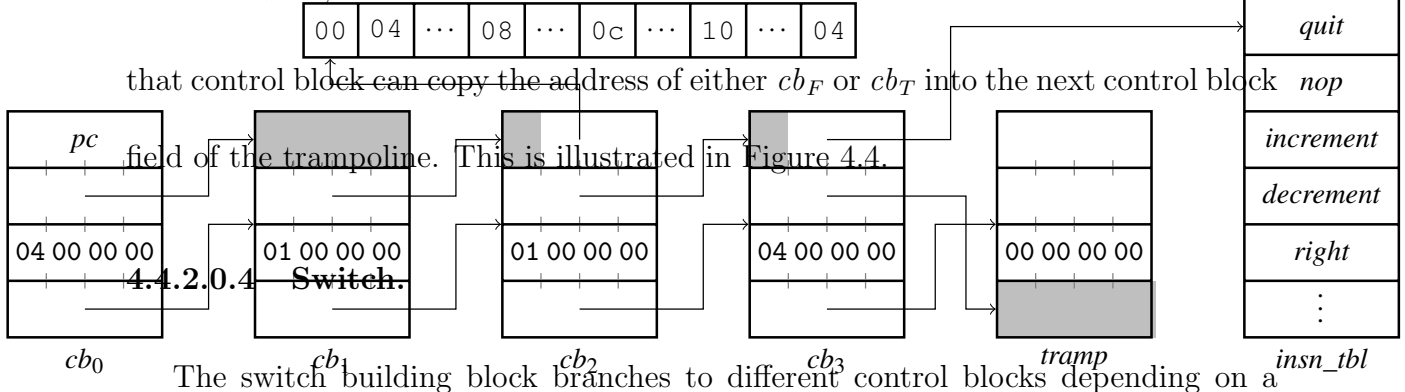 00 04 ⋯ 08 ⋯ 0c ⋯ 10 ⋯ 04
quit
that control block can copy the address of either cb_F or cb_T into the next control block
nop
pc
increment
field of the trampoline. This is illustrated in Figure 4.4.
decrement
04 00 00 00
01 00 00 00
01 00 00 00
04 00 00 00
00 00 00 00
right
4.4.2.0.4 Switch.
⋮
cb_0
cb_1
cb_2
cb_3
tramp
insn_tbl
The switch building block branches to different control blocks depending on a